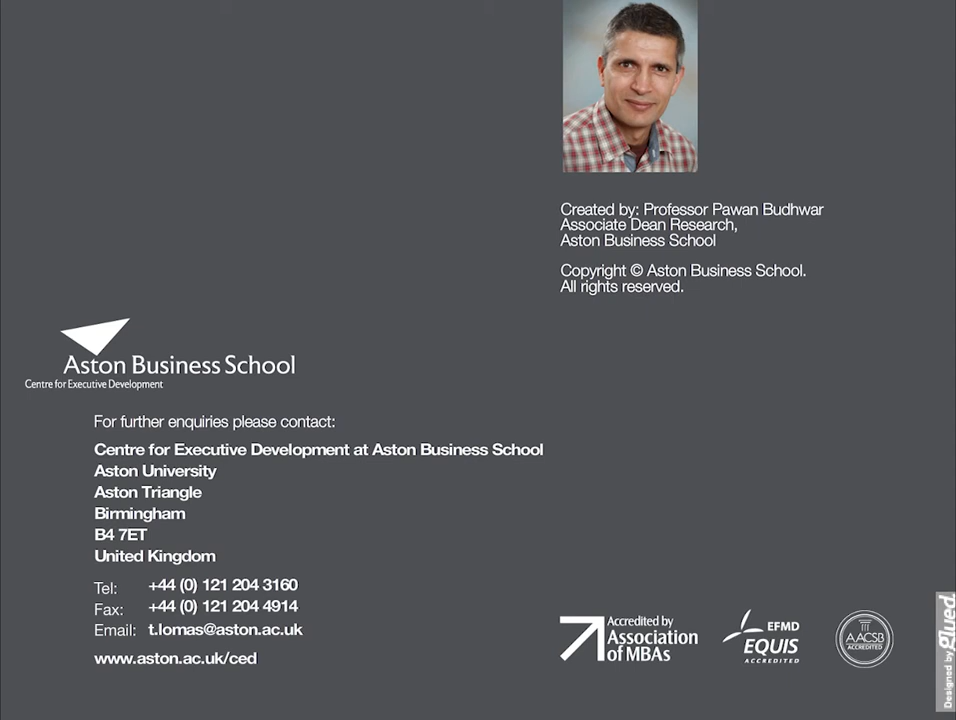 Created by: Professor Pawan Budhwar
Associate Dean Research,
Aston Business School
Copyright © Aston Business School.
All rights reserved.
Aston Business School
Centre for Executive Development
For further enquiries please contact:
Centre for Executive Development at Aston Business School
Aston University
Aston Triangle
Birmingham
B4 7ET
United Kingdom
Tel: +44 (0) 121 204 3160
Fax: +44 (0) 121 204 4914
Email: t.lomas@aston.ac.uk
www.aston.ac.uk/ced
Accredited by
Association
of MBAs
EFMD
EQUIS
ACCREDITED
AACSB
ACCREDITED
Designed by glued